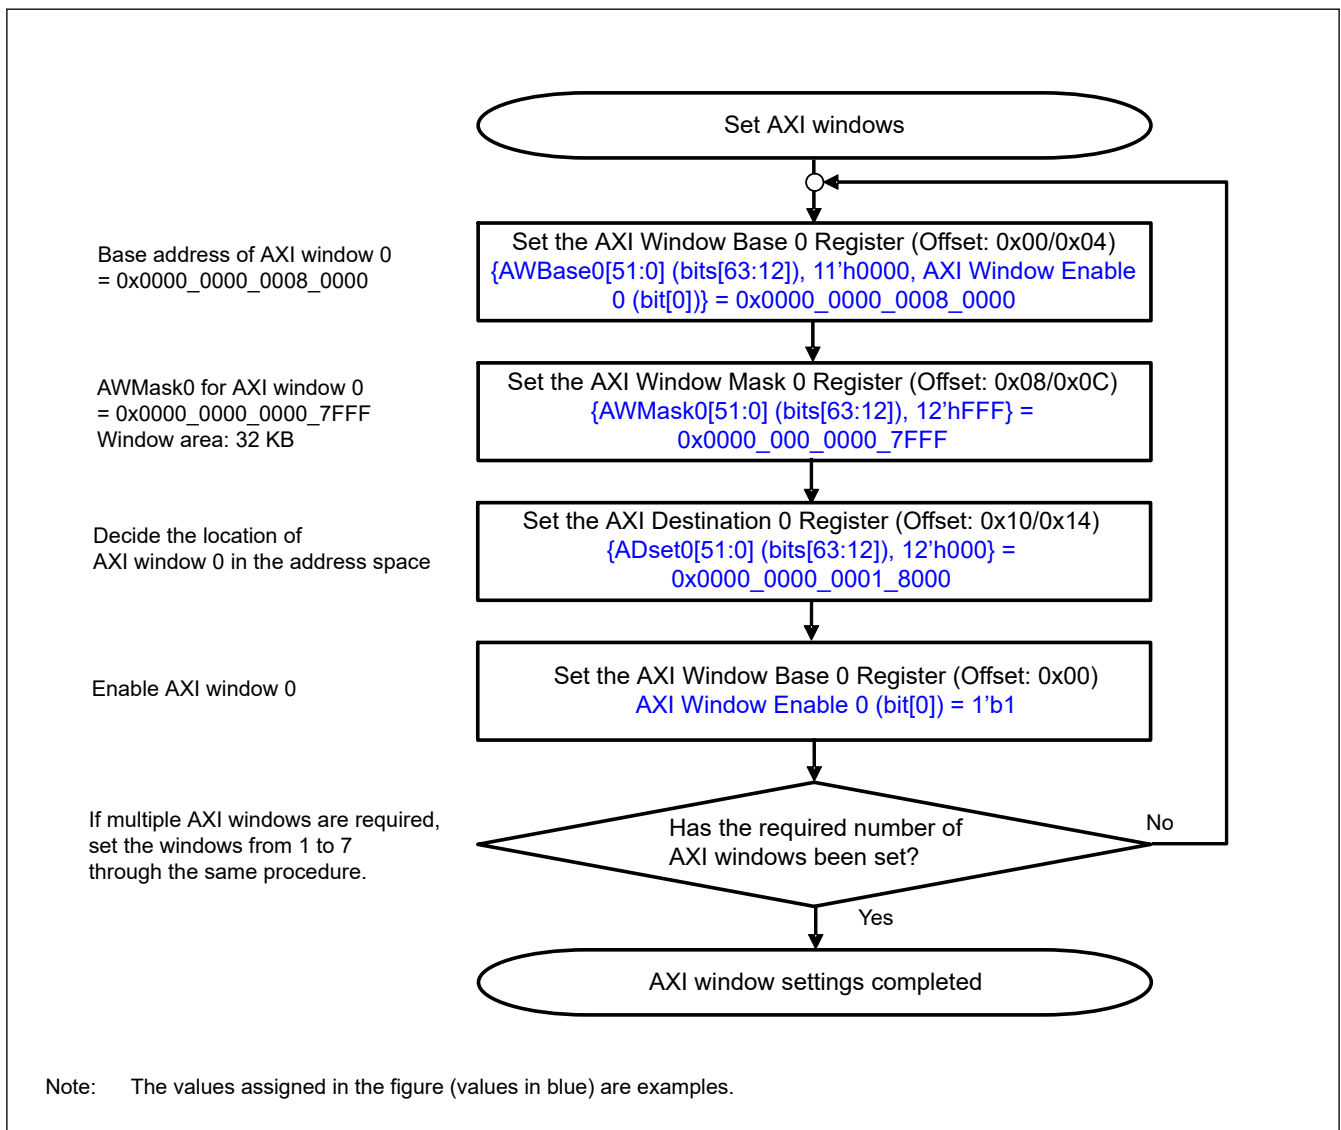 Set AXI windows
Base address of AXI window 0
= 0x0000_0000_0008_0000
Set the AXI Window Base 0 Register (Offset: 0x00/0x04)
{AWBase0[51:0] (bits[63:12]), 11’h0000, AXI Window Enable
0 (bit[0])} = 0x0000_0000_0008_0000
AWMask0 for AXI window 0
= 0x0000_0000_0000_7FFF
Window area: 32 KB
Set the AXI Window Mask 0 Register (Offset: 0x08/0x0C)
{AWMask0[51:0] (bits[63:12]), 12’hFFF} =
0x0000_000_0000_7FFF
Decide the location of
AXI window 0 in the address space
Set the AXI Destination 0 Register (Offset: 0x10/0x14)
{ADset0[51:0] (bits[63:12]), 12’h000} =
0x0000_0000_0001_8000
Enable AXI window 0
Set the AXI Window Base 0 Register (Offset: 0x00)
AXI Window Enable 0 (bit[0]) = 1’b1
If multiple AXI windows are required,
set the windows from 1 to 7
through the same procedure.
Has the required number of
AXI windows been set?
No
Yes
AXI window settings completed
Note: The values assigned in the figure (values in blue) are examples.